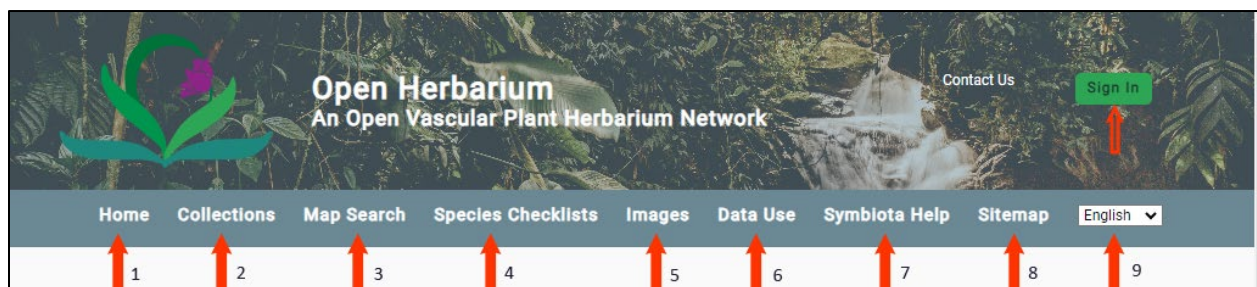 Open Herbarium
An Open Vascular Plant Herbarium Network
Contact Us
Sign In
Home Collections Map Search Species Checklists Images Data Use Symbiota Help Sitemap English
1 2 3 4 5 6 7 8 9